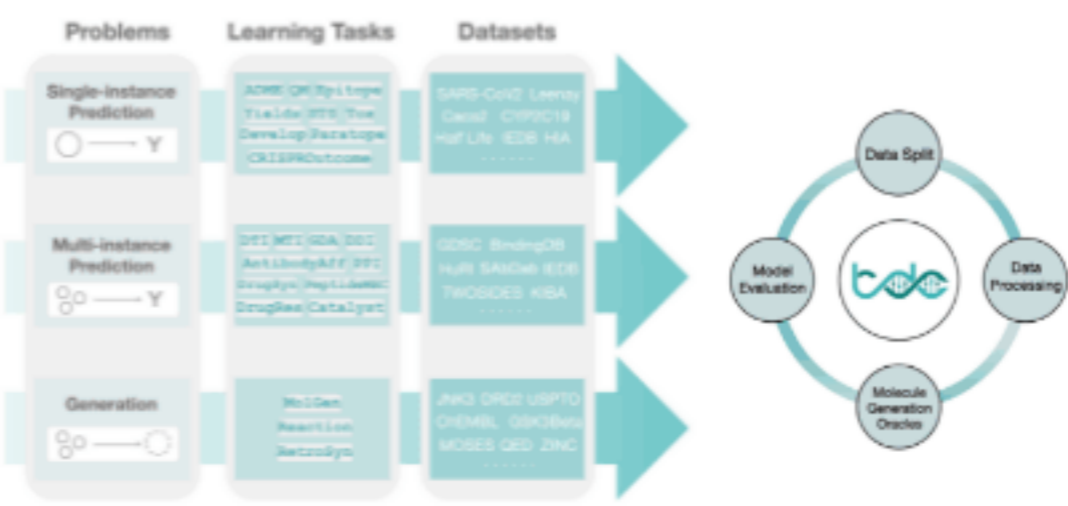 Problems
Learning Tasks
Datasets
Single-instance
Prediction
Y
ADME QM Epitope
Yields HTS Tox
Develop Paratope
CRISPROutcome
SARS-CoV2 Leenay
Caco2 CYP2C19
Half Life IEDB HIA
Multi-instance
Prediction
Y
DTI MTI GDA DDI
AntibodyAff PPI
DrugSyn PeptideMHC
DrugRes Catalyst
GDSC BindingDB
HuRI SAbDab IEDB
TWOSIDES KIBA
Generation
MolGen
Reaction
RetroSyn
JNK3 DRD2 USPTO
ChEMBL GSK3Beta
MOSES QED ZINC
Data Split
Model
Evaluation
tdc
Data
Processing
Molecule
Generation
Oracles